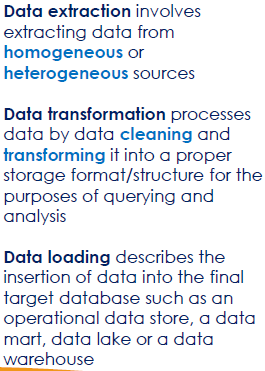 Data extraction involves
extracting data from
homogeneous or
heterogeneous sources
Data transformation processes
data by data cleaning and
transforming it into a proper
storage format/structure for the
purposes of querying and
analysis
Data loading describes the
insertion of data into the final
target database such as an
operational data store, a data
mart, data lake or a data
warehouse